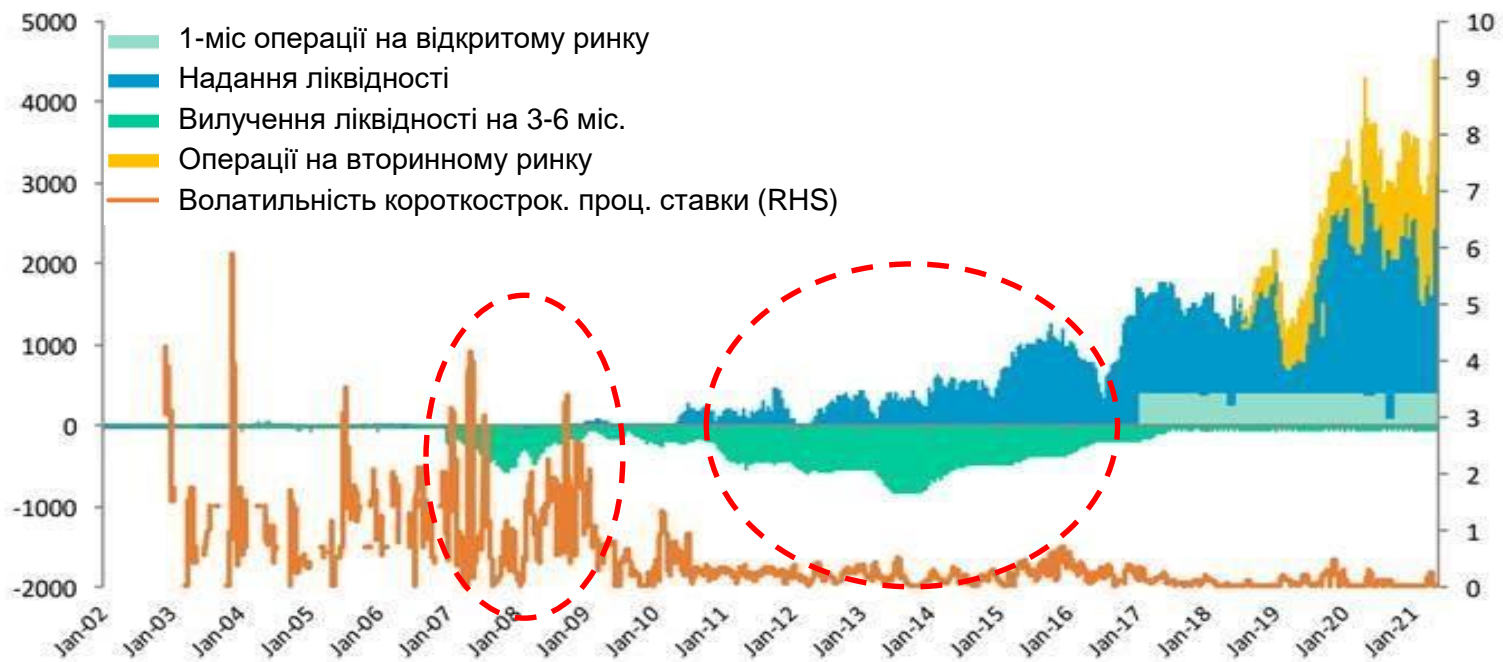 5000
4000
3000
2000
1000
0
-1000
-2000
1-міс операції на відкритому ринку
Надання ліквідності
Вилучення ліквідності на 3-6 міс.
Операції на вторинному ринку
Волатильність короткострок. проц. ставки (RHS)
10
9
8
7
6
5
4
3
2
1
0
Jan-02
Jan-03
Jan-04
Jan-05
Jan-06
Jan-07
Jan-08
Jan-09
Jan-10
Jan-11
Jan-12
Jan-13
Jan-14
Jan-15
Jan-16
Jan-17
Jan-18
Jan-19
Jan-20
Jan-21